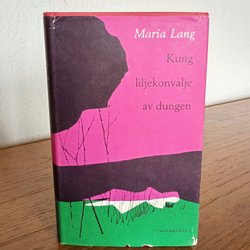 Maria Lang
Kung
liljekonvalje
av dungen